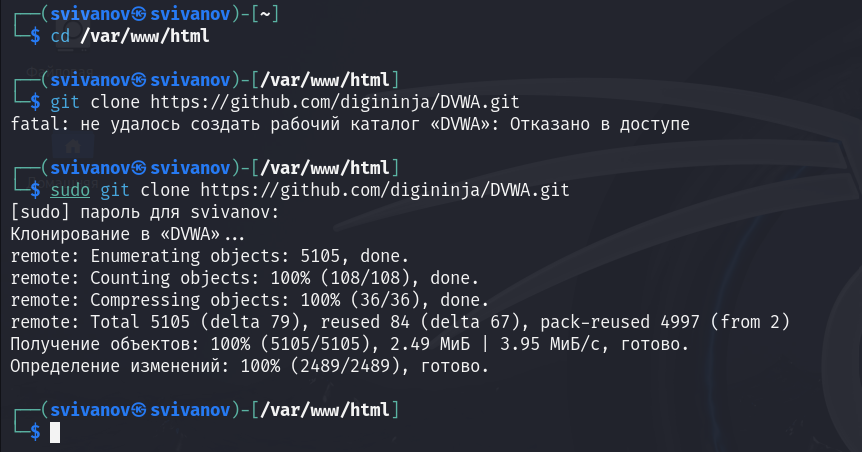 ┌──(svivanov㉿svivanov)-[~]
└─$ cd /var/www/html
┌──(svivanov㉿svivanov)-[/var/www/html]
└─$ git clone https://github.com/digininja/DVWA.git
fatal: не удалось создать рабочий каталог «DVWA»: Отказано в доступе
┌──(svivanov㉿svivanov)-[/var/www/html]
└─$ sudo git clone https://github.com/digininja/DVWA.git
[sudo] пароль для svivanov:
Клонирование в «DVWA»...
remote: Enumerating objects: 5105, done.
remote: Counting objects: 100% (108/108), done.
remote: Compressing objects: 100% (36/36), done.
remote: Total 5105 (delta 79), reused 84 (delta 67), pack-reused 4997 (from 2)
Получение объектов: 100% (5105/5105), 2.49 МиБ | 3.95 МиБ/с, готово.
Определение изменений: 100% (2489/2489), готово.
┌──(svivanov㉿svivanov)-[/var/www/html]
└─$